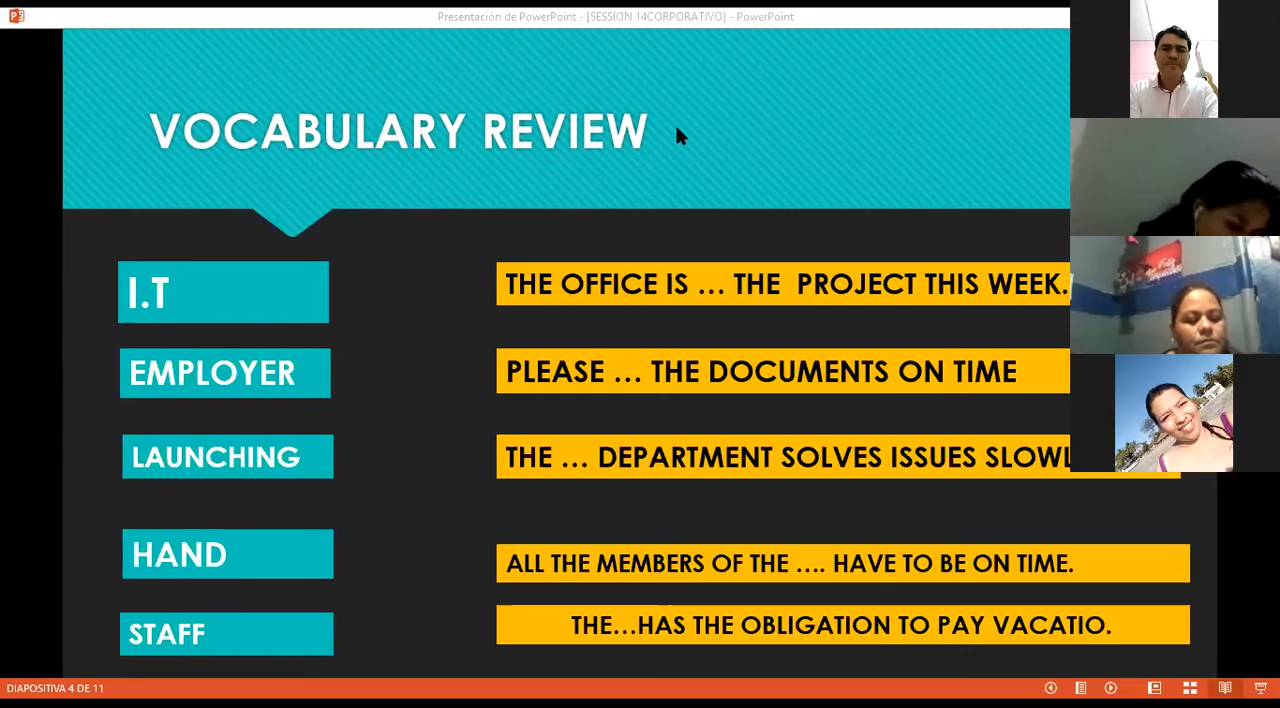 Presentación de PowerPoint - [SESSION 14CORPORATIVO] - PowerPoint
VOCABULARY REVIEW
I.T
THE OFFICE IS … THE PROJECT THIS WEEK.
EMPLOYER
PLEASE … THE DOCUMENTS ON TIME
LAUNCHING
THE … DEPARTMENT SOLVES ISSUES
HAND
ALL THE MEMBERS OF THE …. HAVE TO BE ON TIME.
STAFF
THE…HAS THE OBLIGATION TO PAY VACATIO.
DIAPOSITIVA 4 DE 11